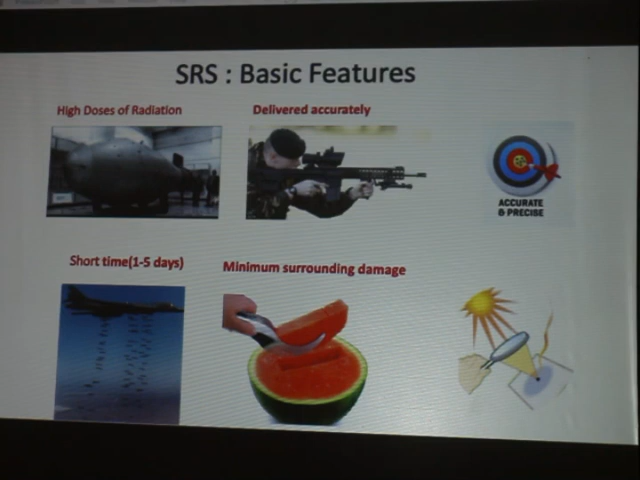 SRS : Basic Features
High Doses of Radiation
Delivered accurately
ACCURATE
& PRECISE
Short time(1-5 days)
Minimum surrounding damage